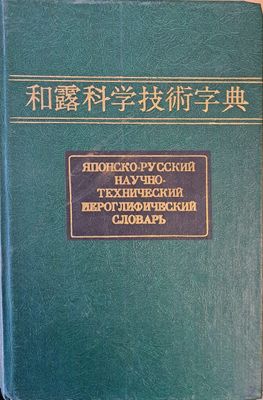 和露科学技術字典
ЯПОНСКО-РУССКИЙ
НАУЧНО-
ТЕХНИЧЕСКИЙ
ИЕРОГЛИФИЧЕСКИЙ
СЛОВАРЬ